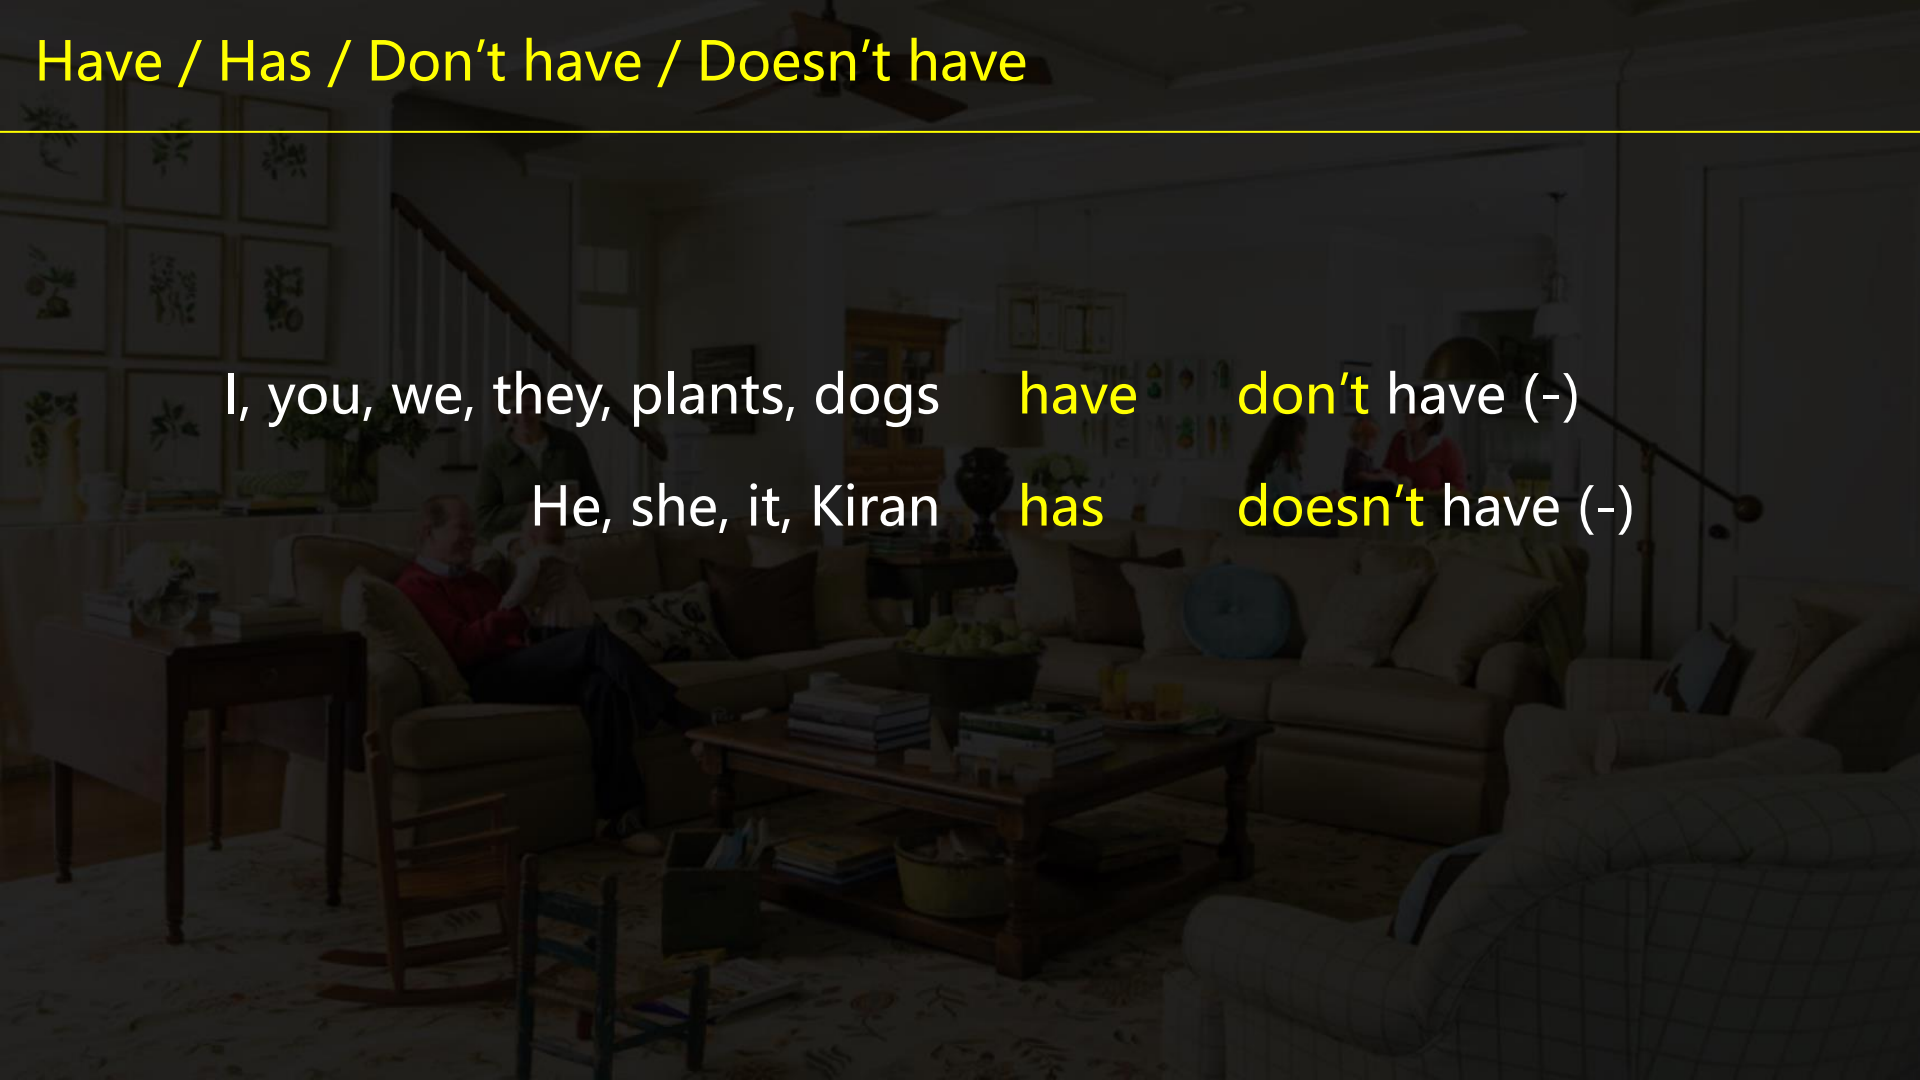 Have / Has / Don’t have / Doesn’t have
I, you, we, they, plants, dogs have don’t have (-)
He, she, it, Kiran has doesn’t have (-)